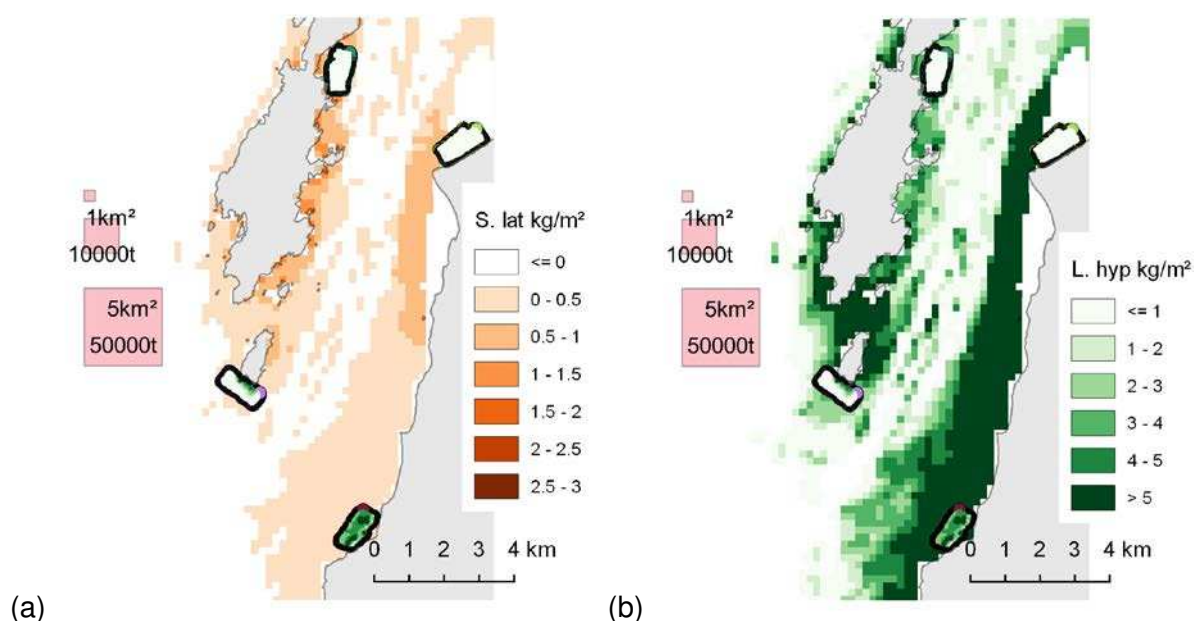 1km²
10000t
5km²
50000t
S. lat kg/m²
<= 0
0 - 0.5
0.5 - 1
1 - 1.5
1.5 - 2
2 - 2.5
2.5 - 3
0 1 2 3 4 km
(a)
1km²
10000t
5km²
50000t
L. hyp kg/m²
<= 1
1 - 2
2 - 3
3 - 4
4 - 5
> 5
0 1 2 3 4 km
(b)